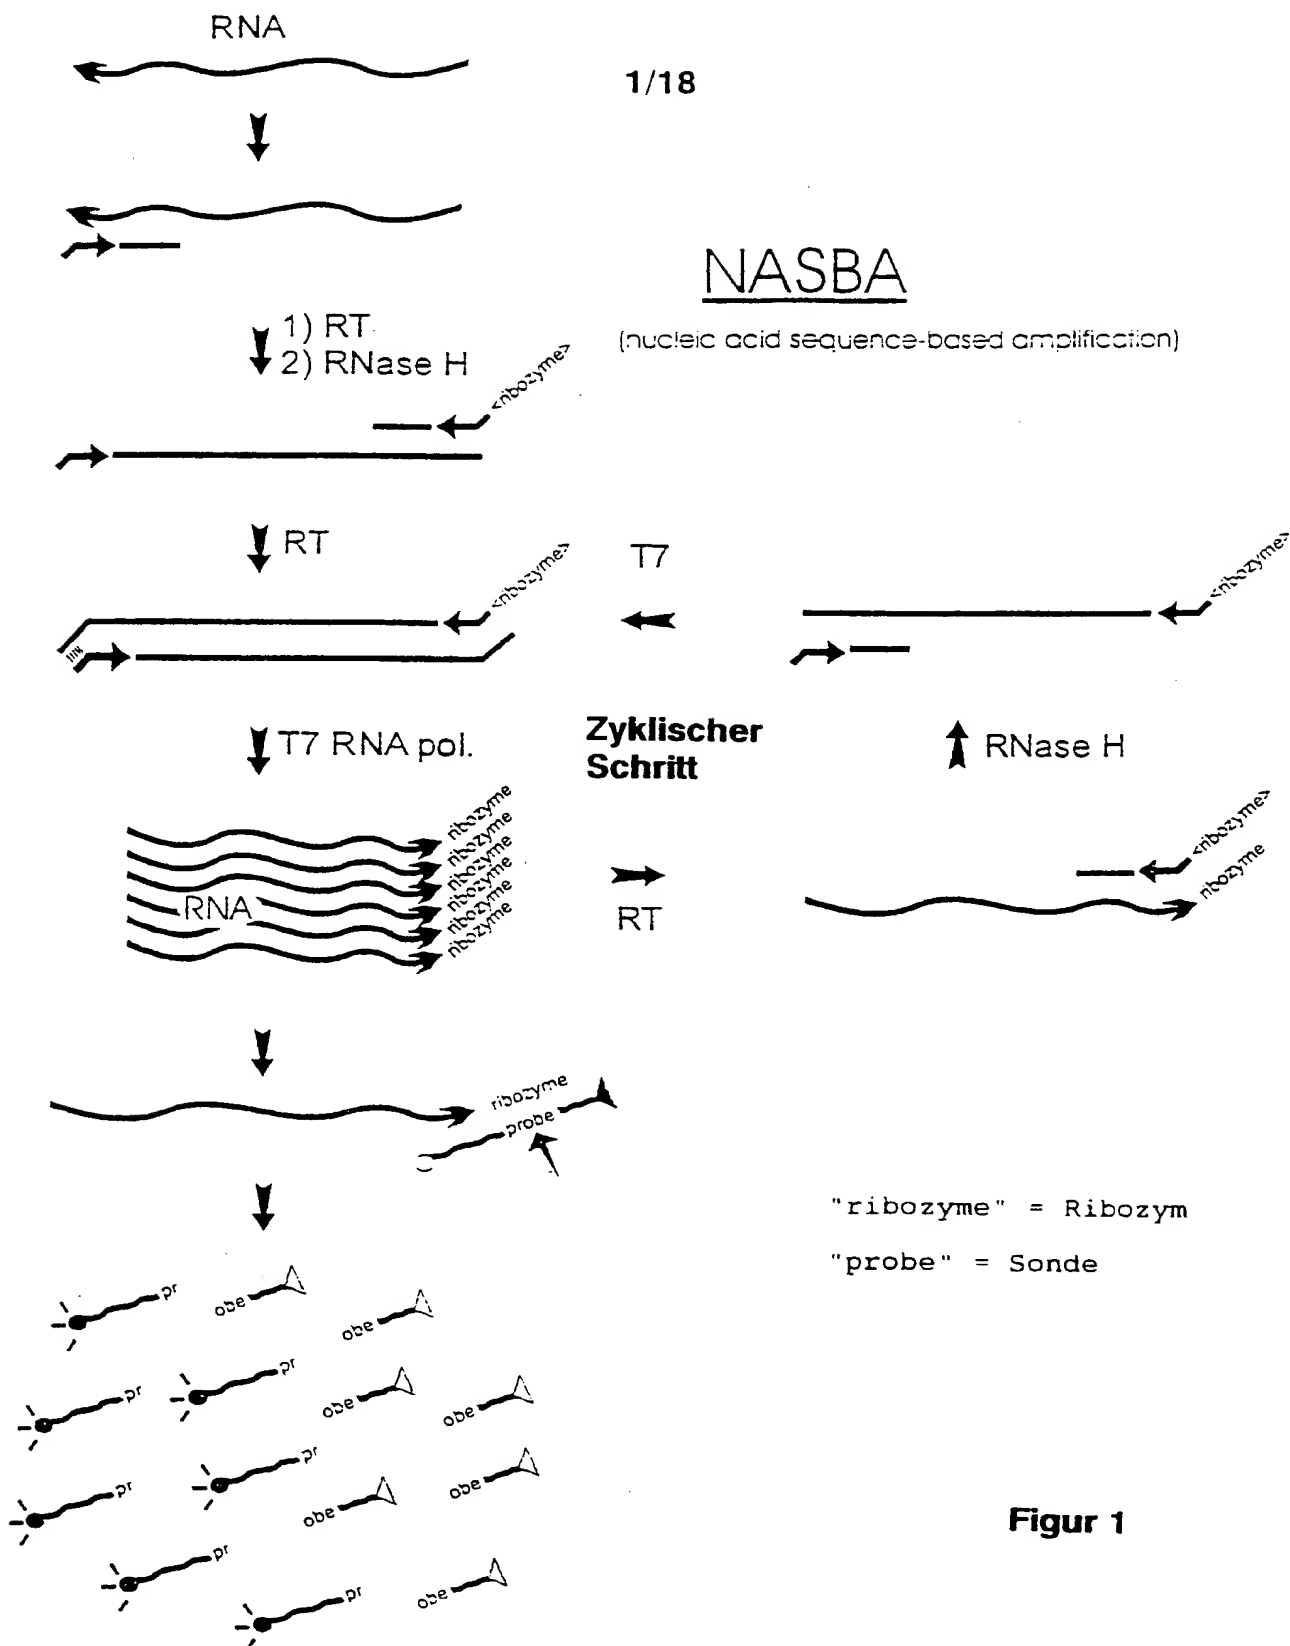 RNA
1/18
NASBA
(nucleic acid sequence-based amplification)
1) RT
2) RNase H
<ribozyme>
RT
<ribozyme>
T7
<ribozyme>
T7 RNA pol.
Zyklischer
Schritt
RNase H
ribozyme
ribozyme
ribozyme
ribozyme
ribozyme
ribozyme
RNA
RT
<ribozyme>
ribozyme
ribozyme
probe
"ribozyme" = Ribozym
"probe" = Sonde
pr
obe
obe
pr
pr
obe
obe
pr
pr
obe
obe
pr
pr
obe
Figur 1